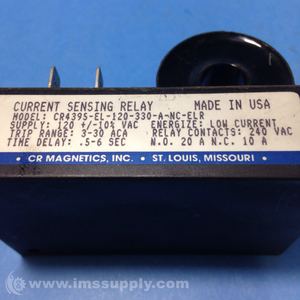 CURRENT SENSING RELAY MADE IN USA
MODEL: CR4395-EL-120-330-A-NC-ELR
SUPPLY: 120 +/-10% VAC ENERGIZE: LOW CURRENT
TRIP RANGE: 3-30 ACA RELAY CONTACTS: 240 VAC
TIME DELAY: .5-6 SEC N.O. 20 A N.C. 10 A
• CR MAGNETICS, INC. • ST. LOUIS, MISSOURI •
© www.imssupply.com